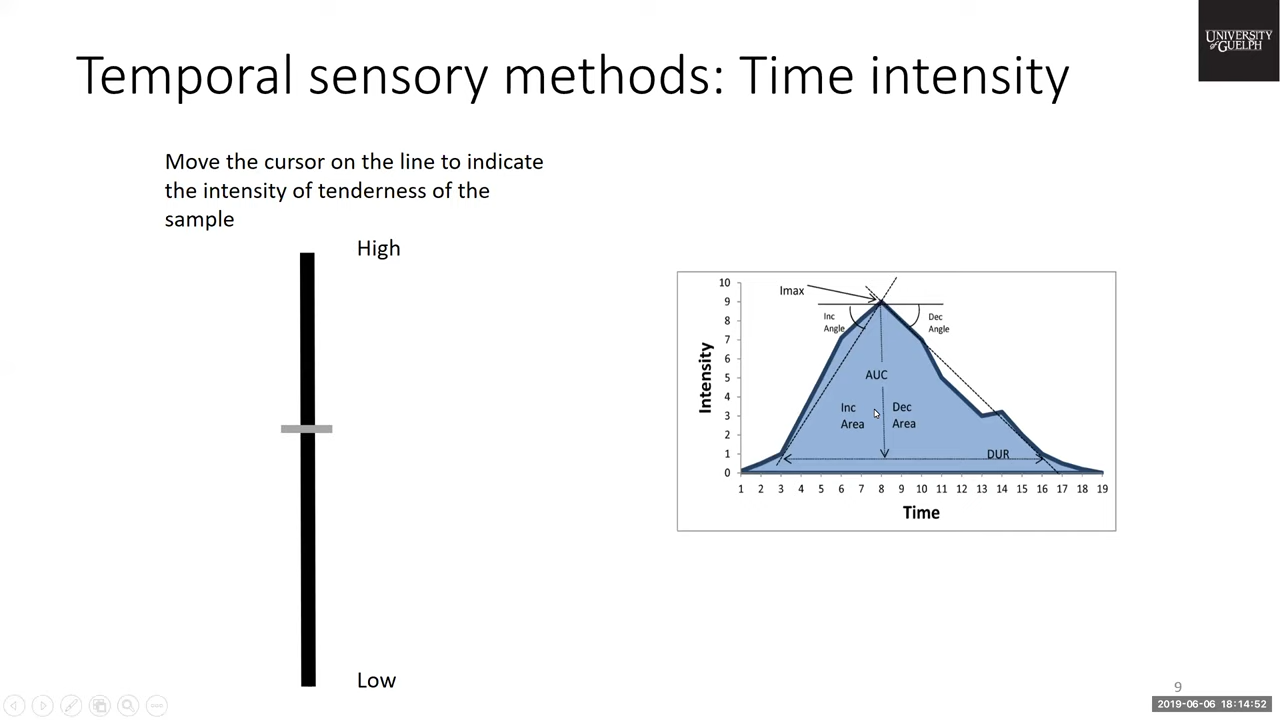 UNIVERSITY
of GUELPH
Temporal sensory methods: Time intensity
Move the cursor on the line to indicate
the intensity of tenderness of the
sample
High
Low
Imax
Inc
Angle
Dec
Angle
AUC
Inc
Area
Dec
Area
DUR
Intensity
10
9
8
7
6
5
4
3
2
1
0
1 2 3 4 5 6 7 8 9 10 11 12 13 14 15 16 17 18 19
Time
9
2019-06-06 18:14:52